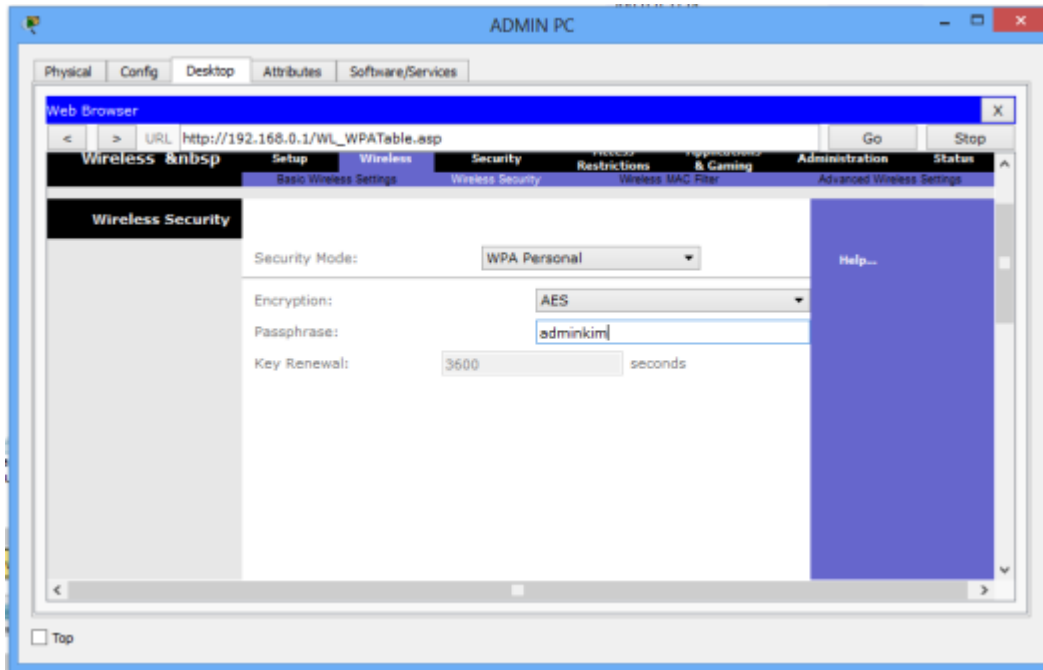 ADMIN PC
Physical Config Desktop Attributes Software/Services
Web Browser X
< > URL http://192.168.0.1/WL_WPATable.asp Go Stop
Wireless &nbsp Setup Wireless Security Access Restrictions Applications & Gaming Administration Status
Basic Wireless Settings Wireless Security Wireless MAC Filter Advanced Wireless Settings
Wireless Security
Security Mode: WPA Personal Help...
Encryption: AES
Passphrase: adminkim
Key Renewal: 3600 seconds
Top